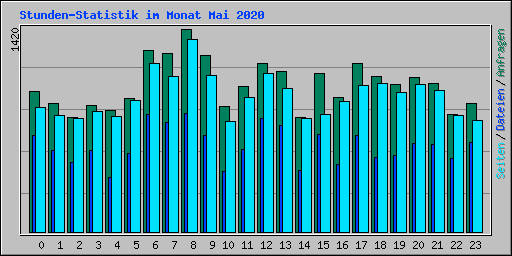 Stunden-Statistik im Monat Mai 2020
1420
Seiten / Dateien / Anfragen
0 1 2 3 4 5 6 7 8 9 10 11 12 13 14 15 16 17 18 19 20 21 22 23